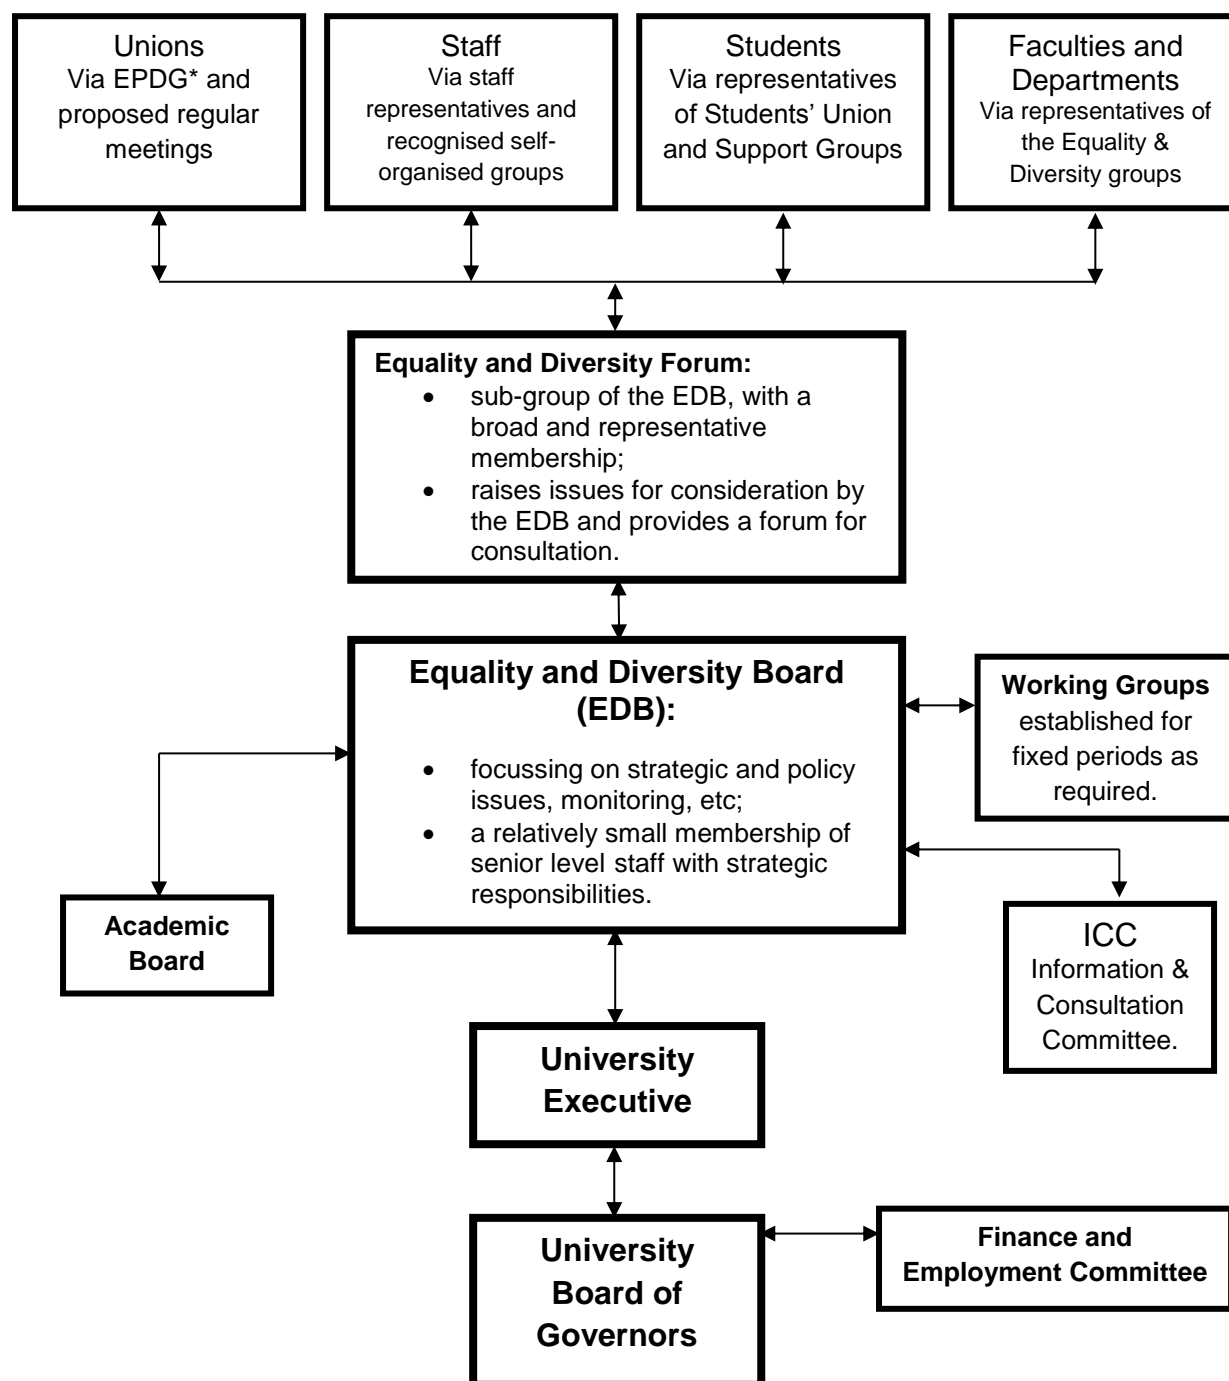 Unions
Via EPDG* and
proposed regular
meetings
Staff
Via staff
representatives and
recognised self-
organised groups
Students
Via representatives
of Students’ Union
and Support Groups
Faculties and
Departments
Via representatives of
the Equality &
Diversity groups
Equality and Diversity Forum:
• sub-group of the EDB, with a
broad and representative
membership;
• raises issues for consideration by
the EDB and provides a forum for
consultation.
Equality and Diversity Board
(EDB):
• focussing on strategic and policy
issues, monitoring, etc;
• a relatively small membership of
senior level staff with strategic
responsibilities.
Working Groups
established for
fixed periods as
required.
Academic
Board
ICC
Information &
Consultation
Committee.
University
Executive
University
Board of
Governors
Finance and
Employment Committee